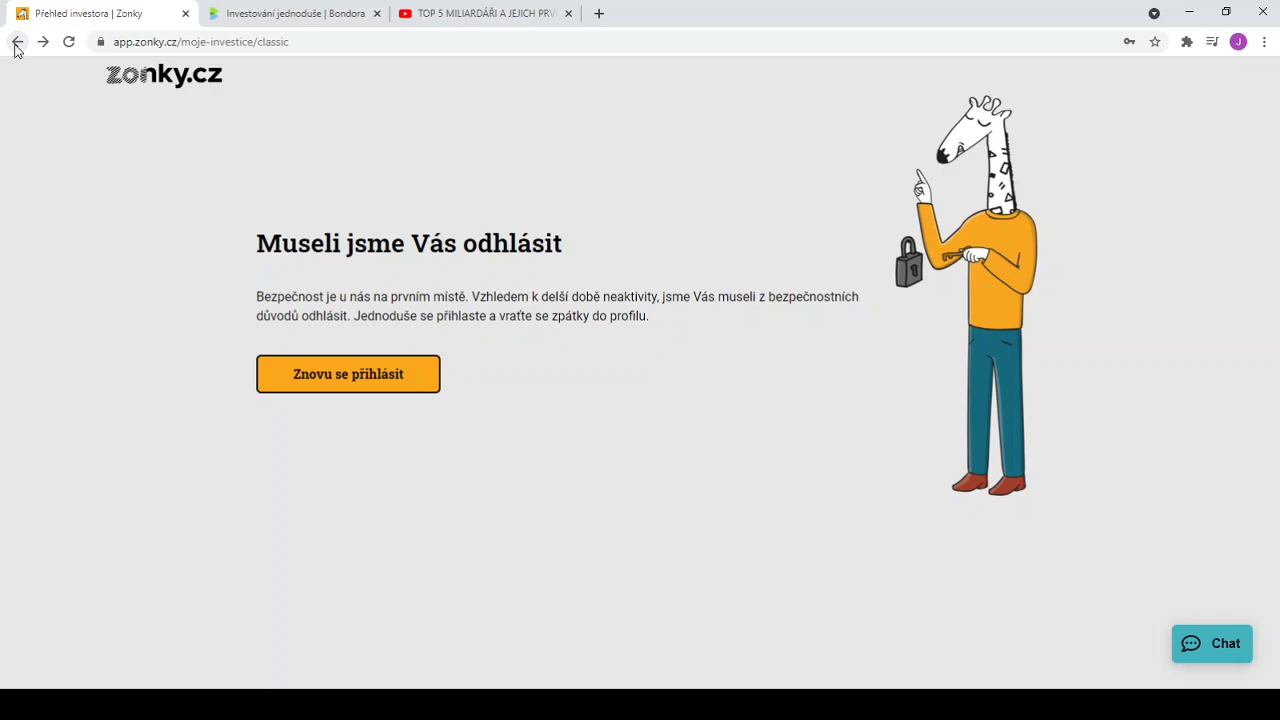 Přehled investora | Zonky
Investování jednoduše | Bondora
TOP 5 MILIARDÁŘI A JEJICH PRV
app.zonky.cz/moje-investice/classic
J
zonky.cz
Museli jsme Vás odhlásit
Bezpečnost je u nás na prvním místě. Vzhledem k delší době neaktivity, jsme Vás museli z bezpečnostních
důvodů odhlásit. Jednoduše se přihlaste a vraťte se zpátky do profilu.
Znovu se přihlásit
Chat